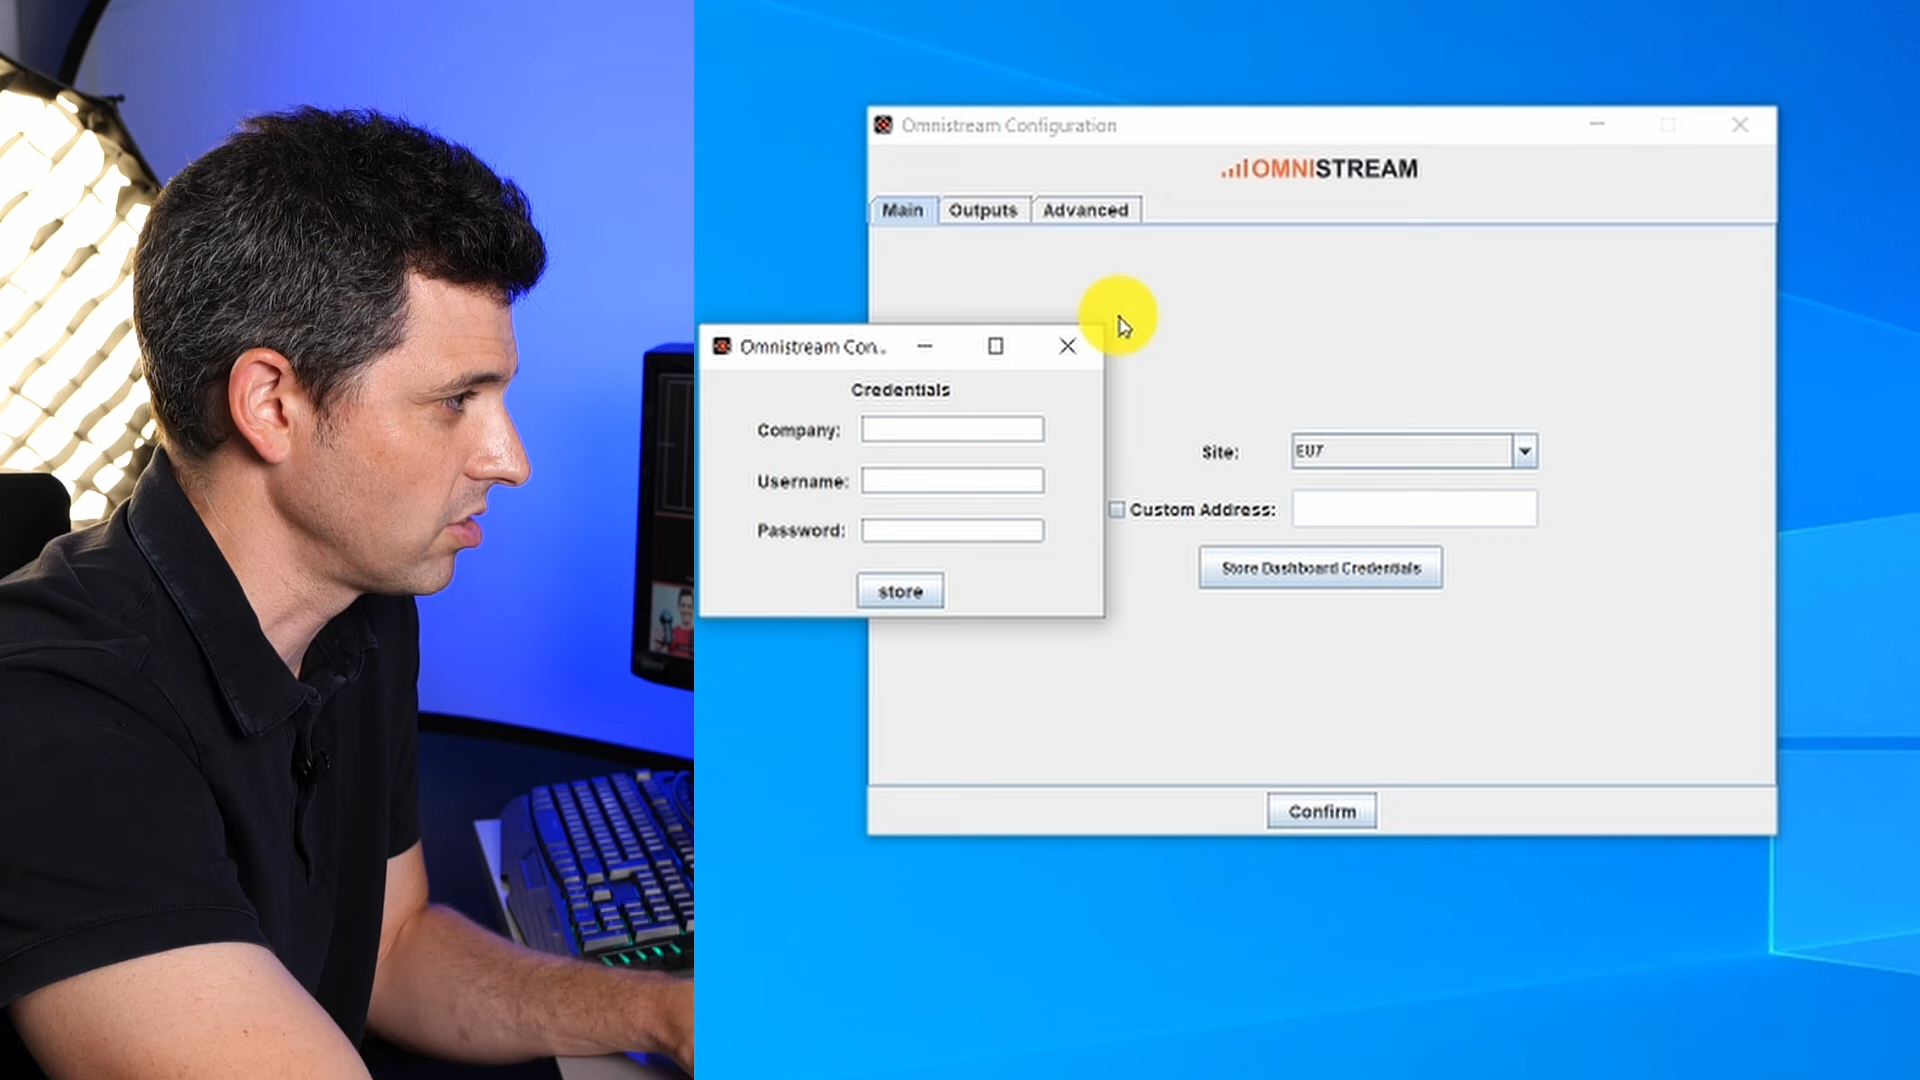 Omnistream Configuration
OMNISTREAM
Main Outputs Advanced
Omnistream Con...
Credentials
Company:
Username:
Password:
store
Site: EU7
Custom Address:
Store Dashboard Credentials
Confirm